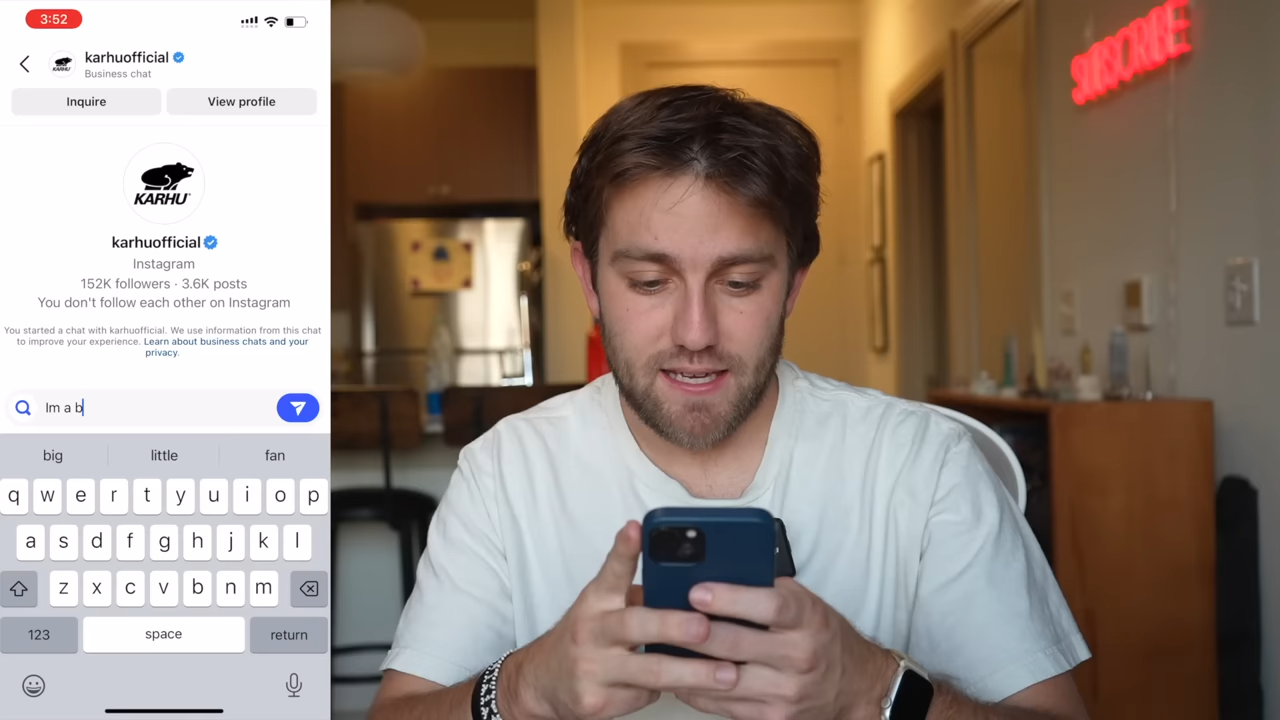 3:52
karhuofficial
Business chat
Inquire
View profile
KARHU
KARHU
karhuofficial
Instagram
152K followers · 3.6K posts
You don't follow each other on Instagram
You started a chat with karhuofficial. We use information from this chat
to improve your experience. Learn about business chats and your
privacy.
Im a b
big little fan
q w e r t y u i o p
a s d f g h j k l
z x c v b n m
123 space return
SUBSCRIBE